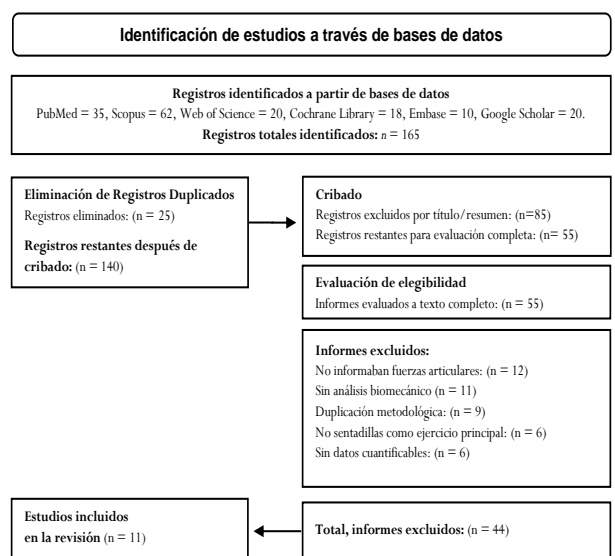 Identificación de estudios a través de bases de datos
Registros identificados a partir de bases de datos
PubMed = 35, Scopus = 62, Web of Science = 20, Cochrane Library = 18, Embase = 10, Google Scholar = 20.
Registros totales identificados: n = 165
Eliminación de Registros Duplicados
Registros eliminados: (n = 25)
Registros restantes después de
cribado: (n = 140)
Cribado
Registros excluidos por título/resumen: (n=85)
Registros restantes para evaluación completa: (n= 55)
Evaluación de elegibilidad
Informes evaluados a texto completo: (n = 55)
Informes excluidos:
No informaban fuerzas articulares: (n = 12)
Sin análisis biomecánico (n = 11)
Duplicación metodológica: (n = 9)
No sentadillas como ejercicio principal: (n = 6)
Sin datos cuantificables: (n = 6)
Total, informes excluidos: (n = 44)
Estudios incluidos
en la revisión (n = 11)